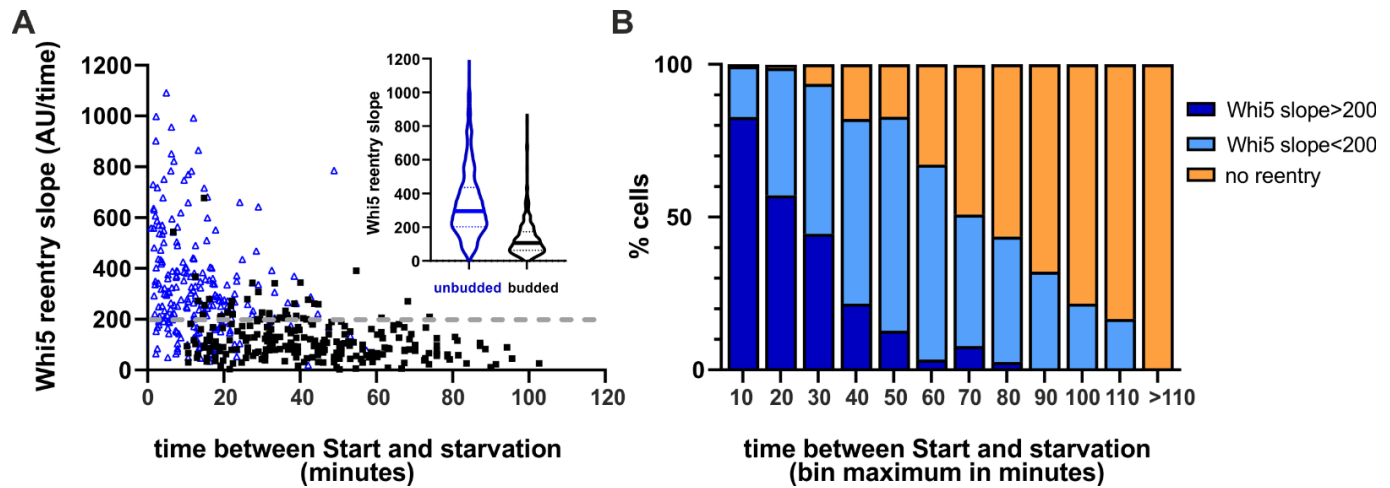 A
Whi5 reentry slope (AU/time)
1200
1000
800
600
400
200
0
0 20 40 60 80 100 120
time between Start and starvation
(minutes)
Whi5 reentry slope
1200
1000
800
600
400
200
0
unbudded budded
B
% cells
100
50
0
10 20 30 40 50 60 70 80 90 100 110 >110
time between Start and starvation
(bin maximum in minutes)
Whi5 slope>200
Whi5 slope<200
no reentry